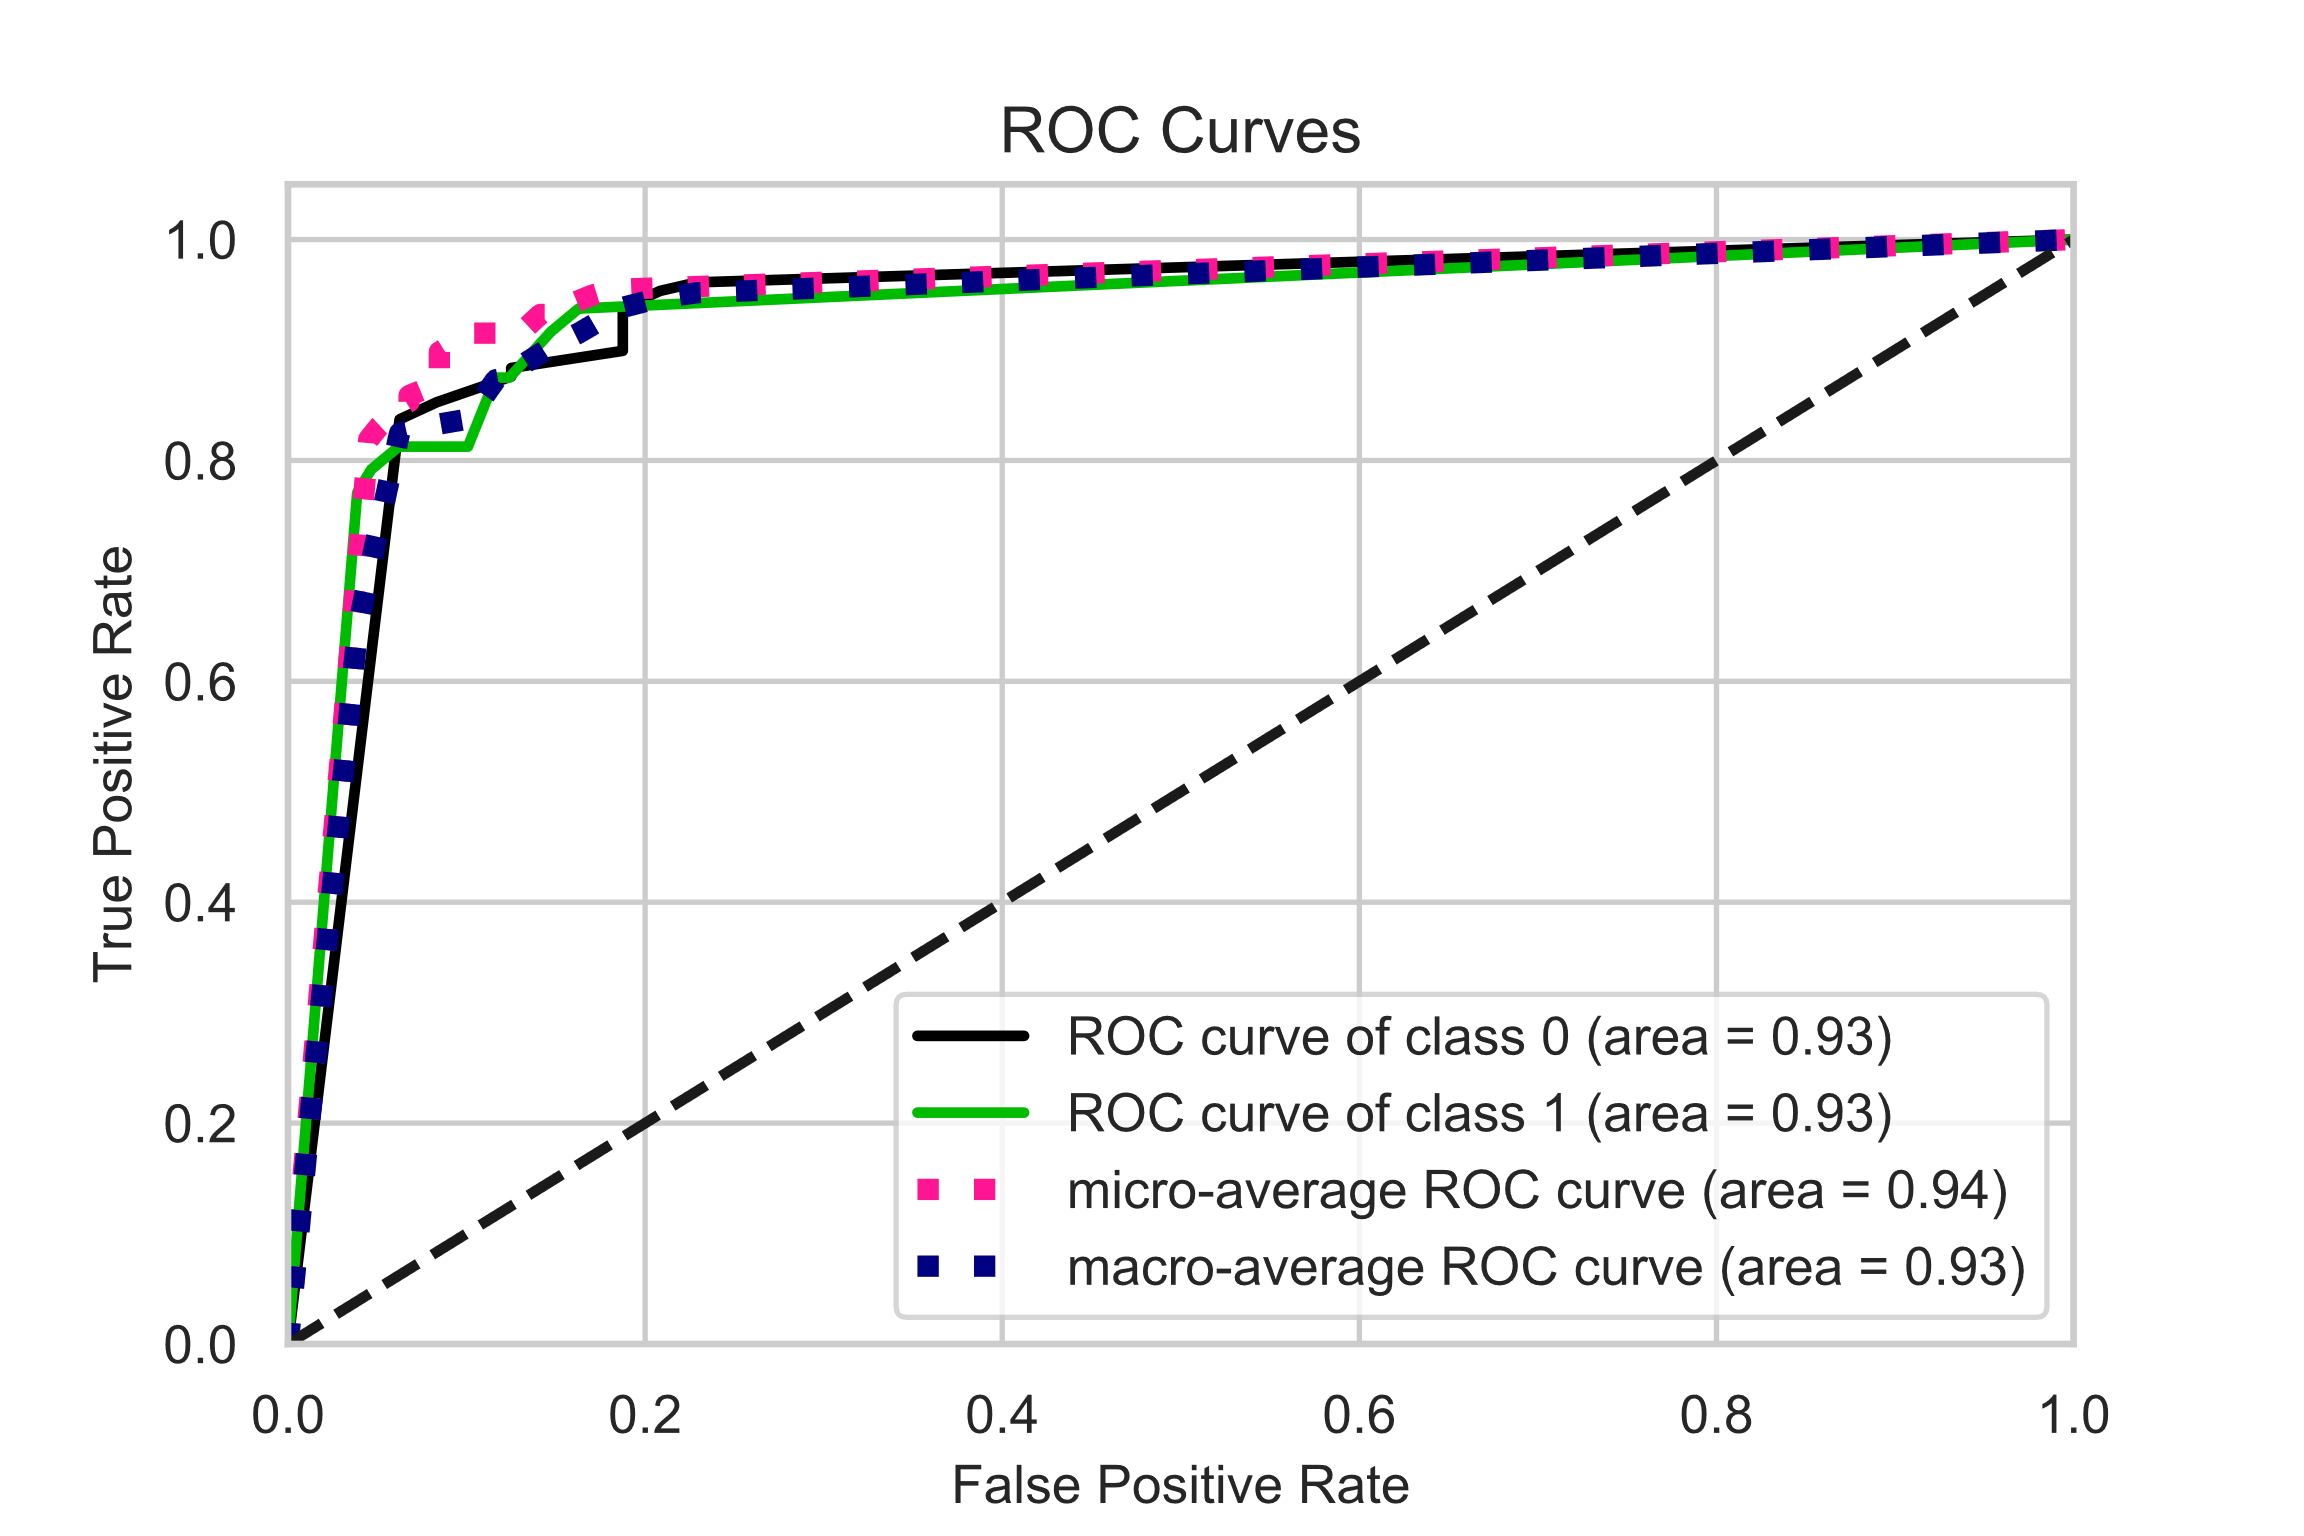 ROC Curves
1.0
0.8
0.6
0.4
0.2
0.0
True Positive Rate
ROC curve of class 0 (area = 0.93)
ROC curve of class 1 (area = 0.93)
micro-average ROC curve (area = 0.94)
macro-average ROC curve (area = 0.93)
0.0 0.2 0.4 0.6 0.8 1.0
False Positive Rate